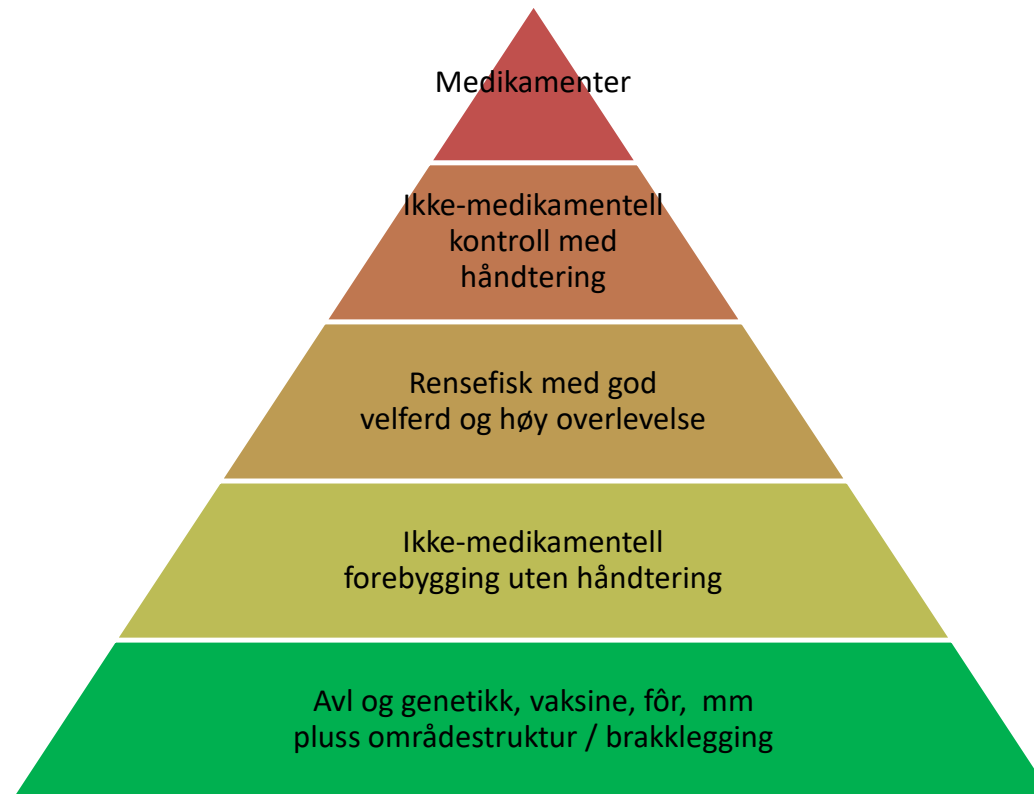 Medikamenter
Ikke-medikamentell
kontroll med
håndtering
Rensefisk med god
velferd og høy overlevelse
Ikke-medikamentell
forebygging uten håndtering
Avl og genetikk, vaksine, fôr,  mm
pluss områdestruktur / brakklegging